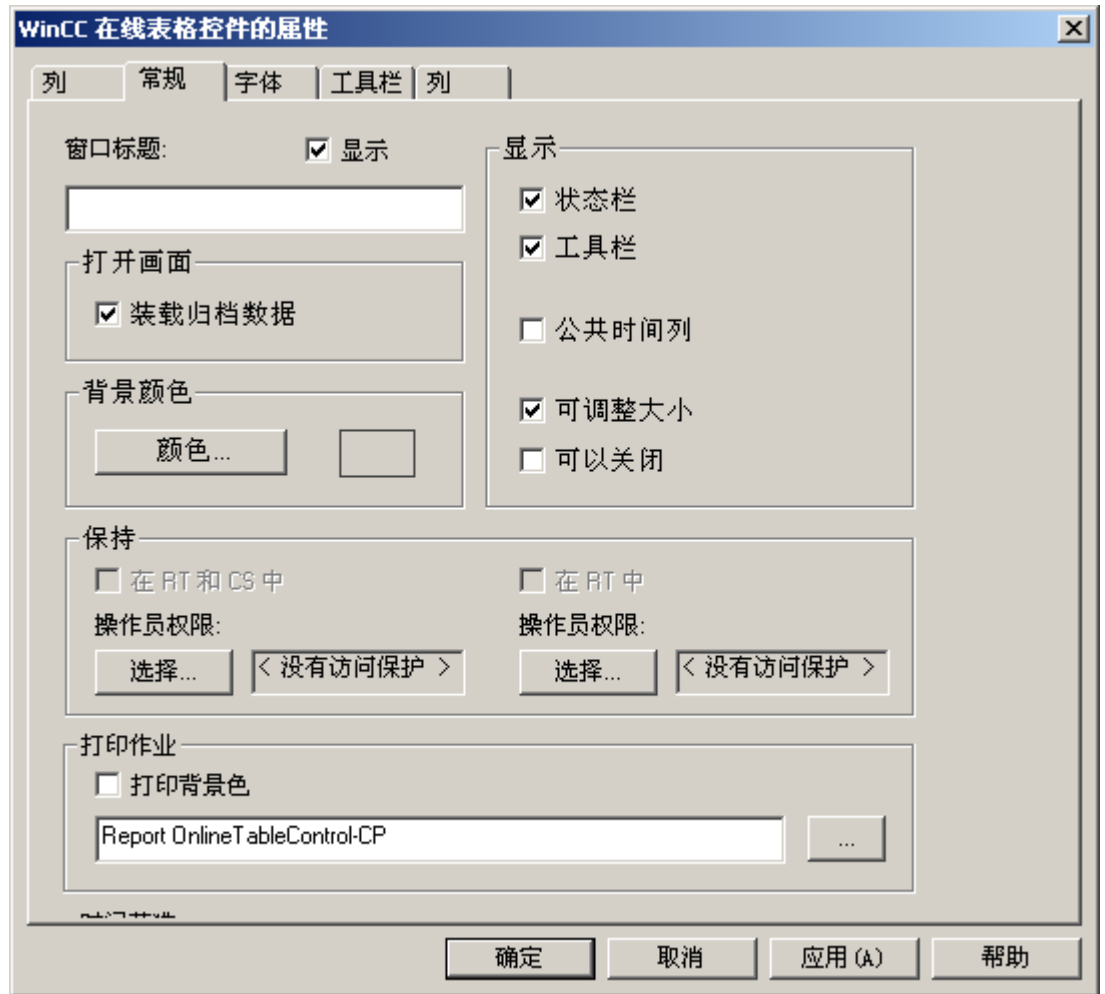 WinCC 在线表格控件的属性
列 常规 字体 工具栏 列
窗口标题: 显示
打开画面
装载归档数据
背景颜色
颜色...
显示
状态栏
工具栏
公共时间列
可调整大小
可以关闭
保持
在 RT 和 CS 中 在 RT 中
操作员权限: 操作员权限:
选择... < 没有访问保护 > 选择... < 没有访问保护 >
打印作业
打印背景色
Report OnlineTableControl-CP ...
确定 取消 应用(A) 帮助